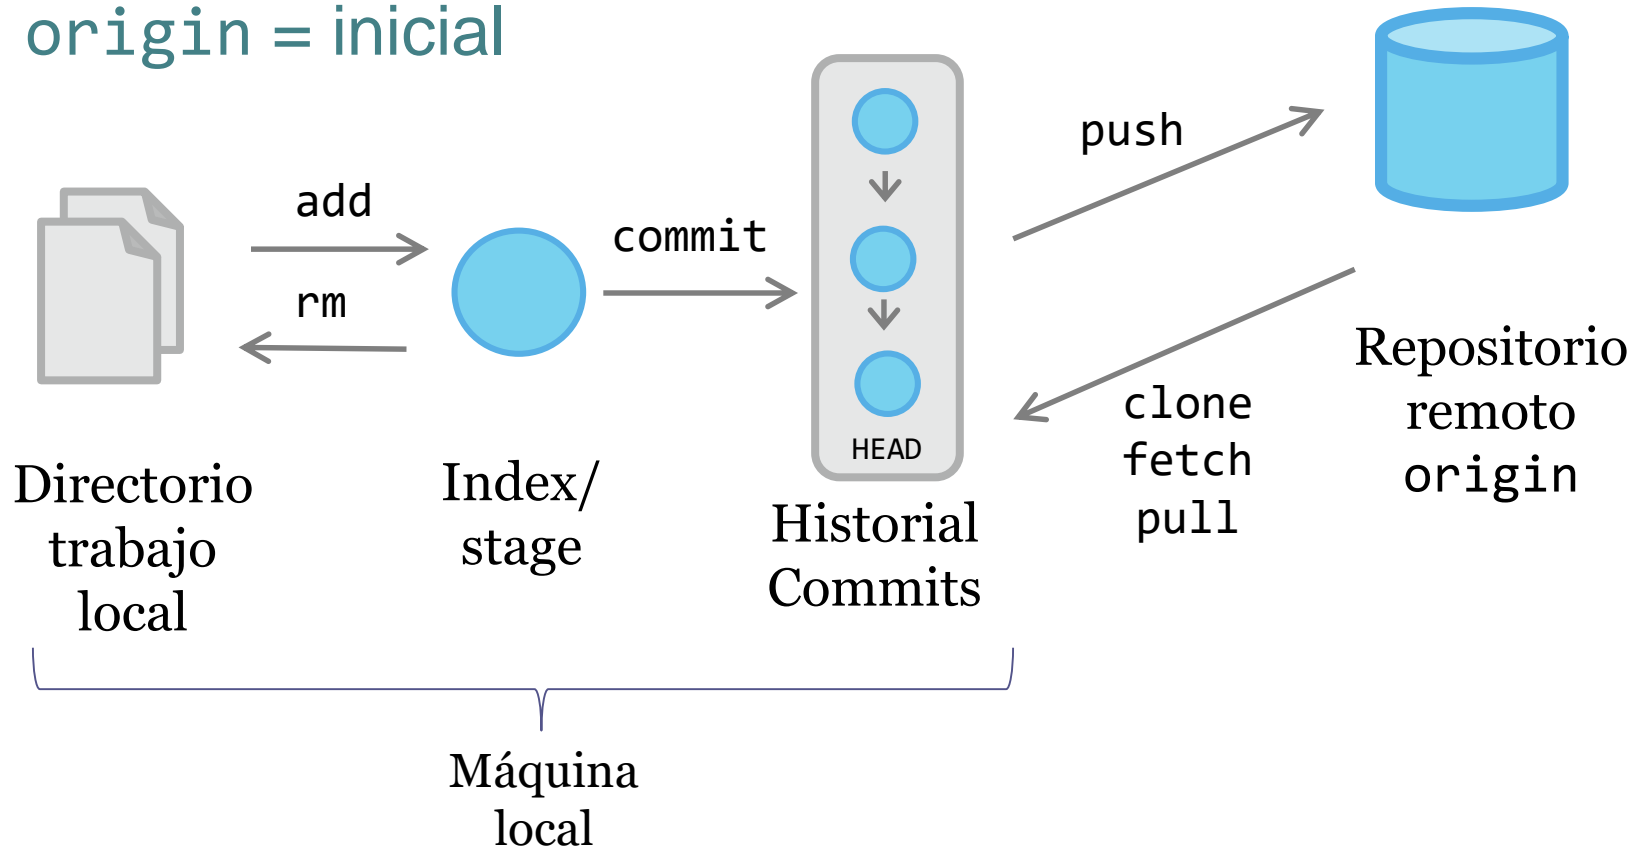 origin = inicial
add
rm
commit
HEAD
push
clone
fetch
pull
Directorio
trabajo
local
Index/
stage
Historial
Commits
Repositorio
remoto
origin
Máquina
local